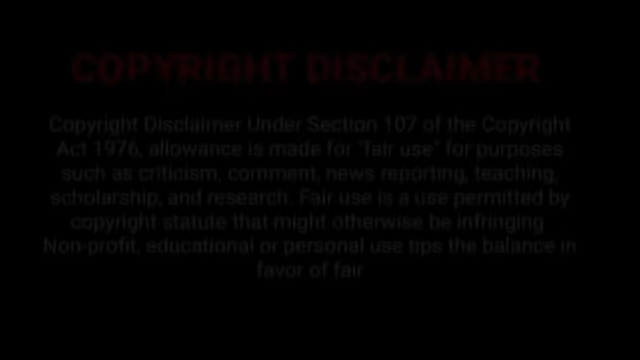 COPYRIGHT DISCLAIMER
Copyright Disclaimer Under Section 107 of the Copyright
Act 1976, allowance is made for "fair use" for purposes
such as criticism, comment, news reporting, teaching,
scholarship, and research. Fair use is a use permitted by
copyright statute that might otherwise be infringing
Non-profit, educational or personal use tips the balance in
favor of fair